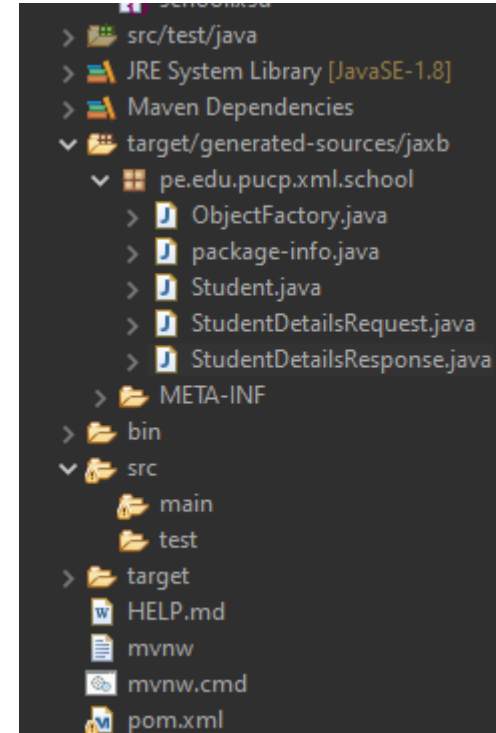 src/test/java
JRE System Library [JavaSE-1.8]
Maven Dependencies
target/generated-sources/jaxb
pe.edu.pucp.xml.school
ObjectFactory.java
package-info.java
Student.java
StudentDetailsRequest.java
StudentDetailsResponse.java
META-INF
bin
src
main
test
target
HELP.md
mvnw
mvnw.cmd
pom.xml